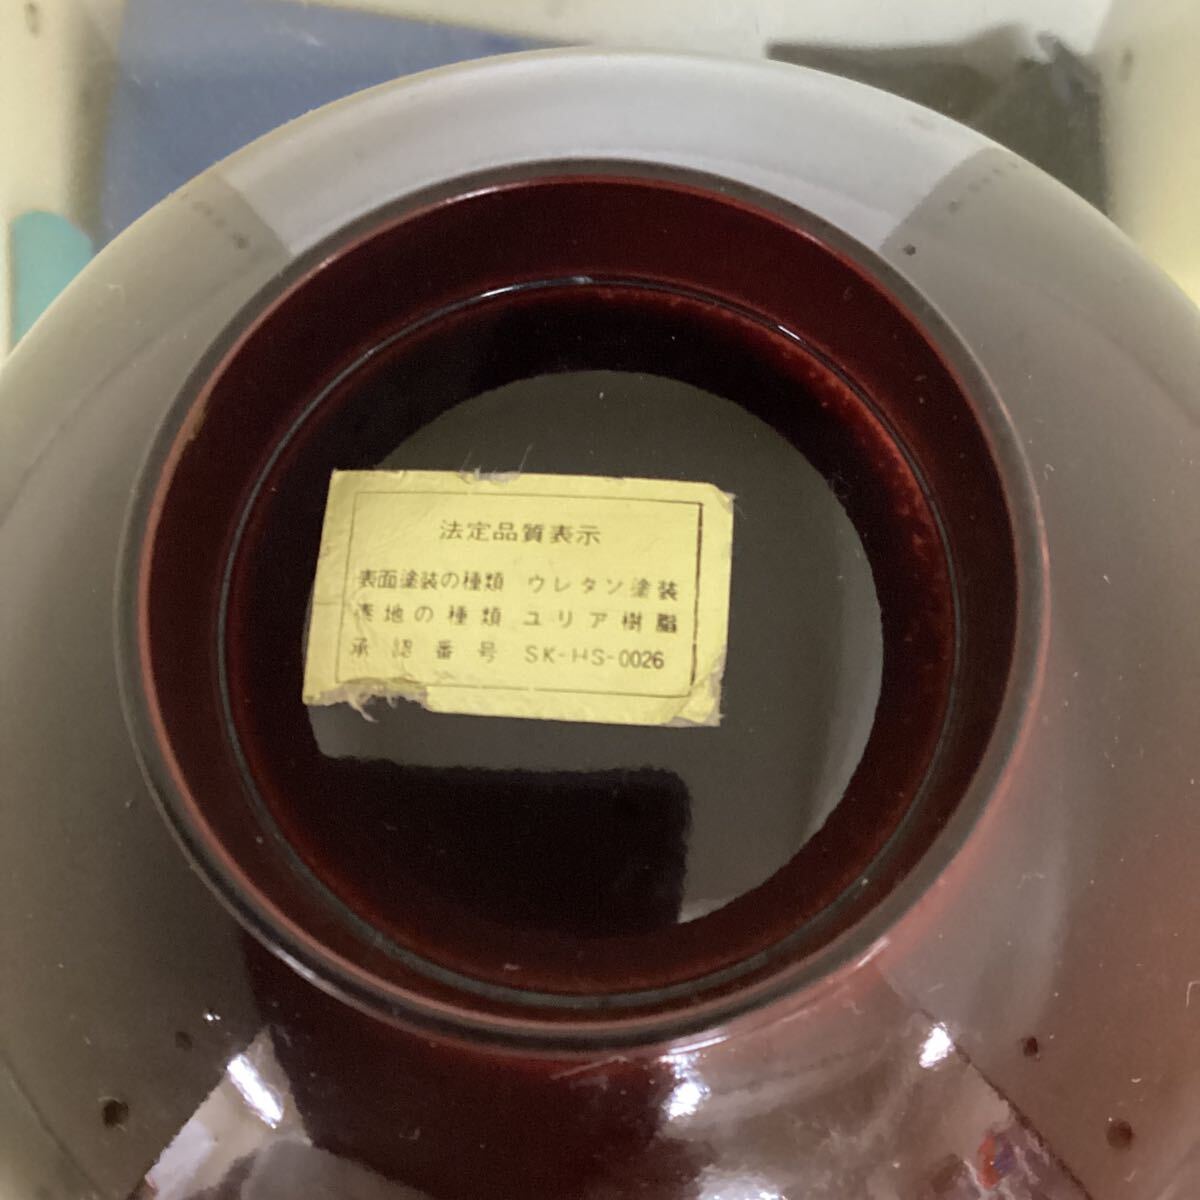 法定品質表示
表面塗装の種類 ウレタン塗装
素地の種類 ユリア樹脂
承認番号 SK-HS-0026